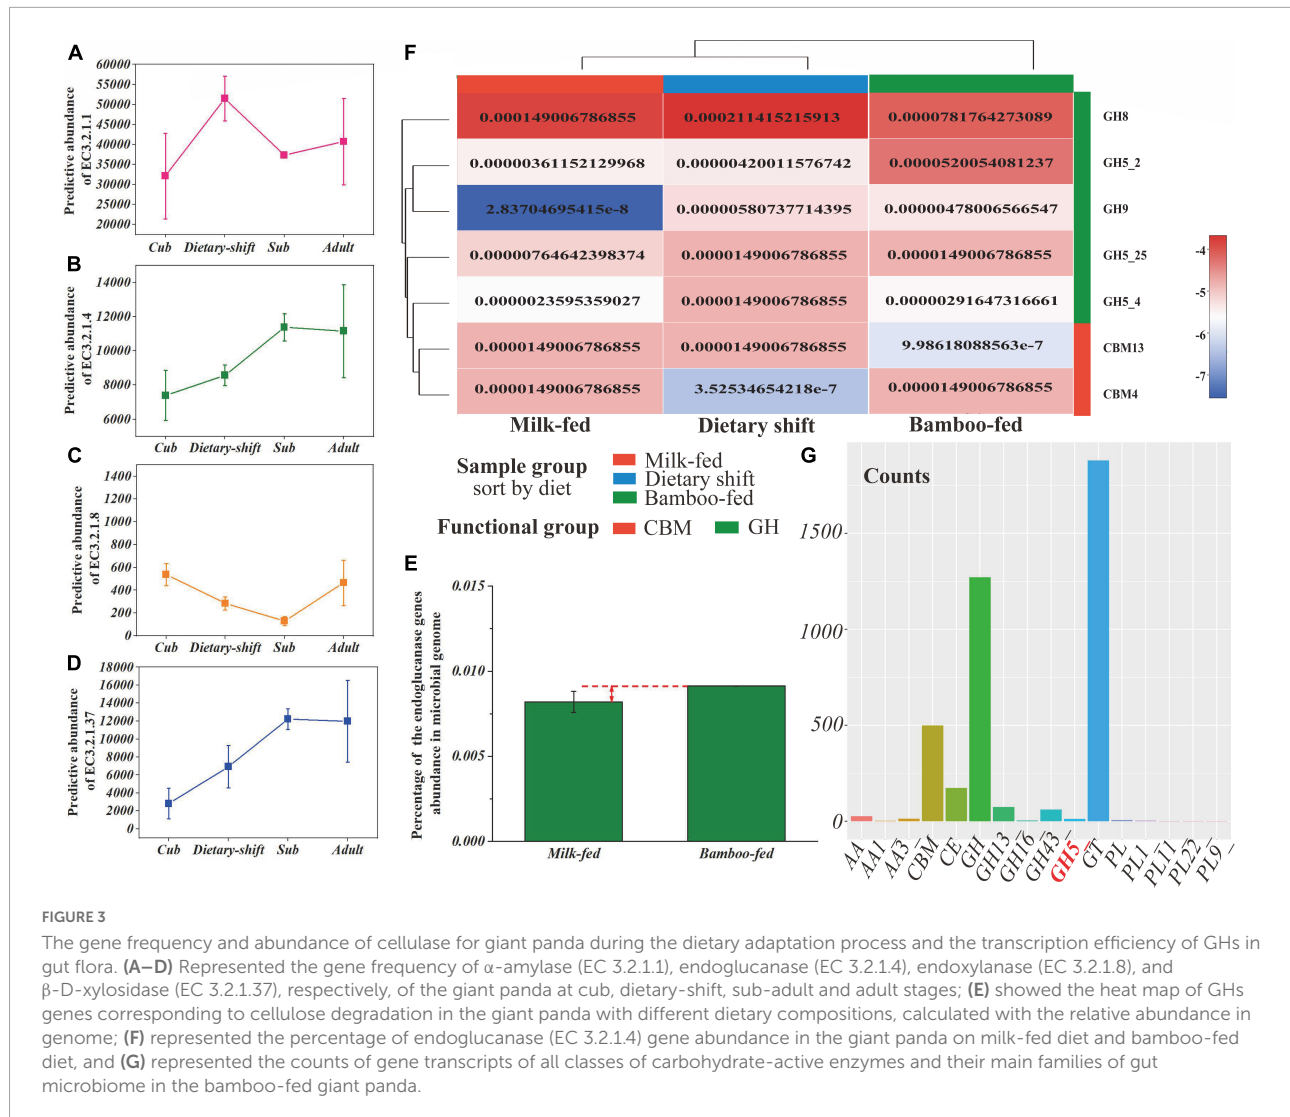 A
Predictive abundance
of EC3.2.1.1
60000
55000
50000
45000
40000
35000
30000
25000
20000
Cub Dietary-shift Sub Adult
B
Predictive abundance
of EC3.2.1.4
14000
12000
10000
8000
6000
Cub Dietary-shift Sub Adult
C
Predictive abundance
of EC3.2.1.8
1400
1200
1000
800
600
400
200
0
Cub Dietary-shift Sub Adult
D
Predictive abundance
of EC3.2.1.37
18000
16000
14000
12000
10000
8000
6000
4000
2000
0
Cub Dietary-shift Sub Adult
F
0.000149006786855 0.000211415215913 0.0000781764273089 GH8
0.00000361152129968 0.00000420011576742 0.0000520054081237 GH5_2
2.83704695415e-8 0.00000580737714395 0.00000478006566547 GH9
0.00000764642398374 0.0000149006786855 0.0000149006786855 GH5_25
0.0000023595359027 0.0000149006786855 0.00000291647316661 GH5_4
0.0000149006786855 0.0000149006786855 9.98618088563e-7 CBM13
0.0000149006786855 3.52534654218e-7 0.0000149006786855 CBM4
Milk-fed Dietary shift Bamboo-fed
-4
-5
-6
-7
Sample group
sort by diet
Milk-fed
Dietary shift
Bamboo-fed
Functional group CBM GH
E
Percentage of the endoglucanase genes
abundance in microbial genome
0.015
0.010
0.005
0.000
Milk-fed Bamboo-fed
G
Counts
1500
1000
500
0
AA AA1 AA3_ CBM CE GH GH13_ GH16_ GH43_ GH5_ GT PL PL1_ PL11_ PL22_ PL9_
FIGURE 3
The gene frequency and abundance of cellulase for giant panda during the dietary adaptation process and the transcription efficiency of GHs in
gut flora. (A–D) Represented the gene frequency of α-amylase (EC 3.2.1.1), endoglucanase (EC 3.2.1.4), endoxylanase (EC 3.2.1.8), and
β-D-xylosidase (EC 3.2.1.37), respectively, of the giant panda at cub, dietary-shift, sub-adult and adult stages; (E) showed the heat map of GHs
genes corresponding to cellulose degradation in the giant panda with different dietary compositions, calculated with the relative abundance in
genome; (F) represented the percentage of endoglucanase (EC 3.2.1.4) gene abundance in the giant panda on milk-fed diet and bamboo-fed
diet, and (G) represented the counts of gene transcripts of all classes of carbohydrate-active enzymes and their main families of gut
microbiome in the bamboo-fed giant panda.